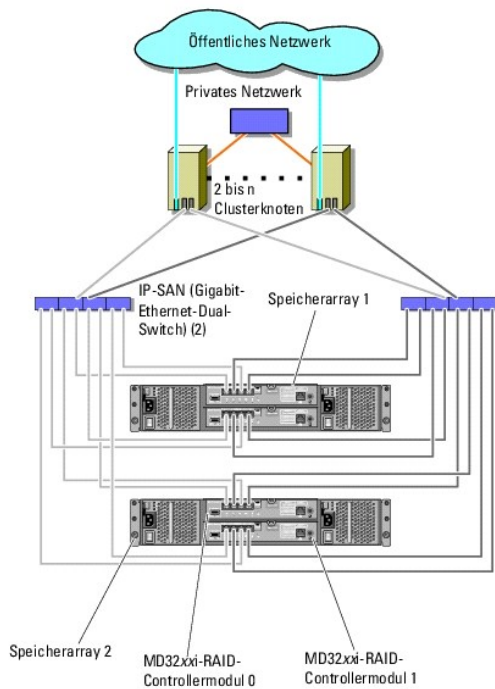 Öffentliches Netzwerk
Privates Netzwerk
2 bis n
Clusterknoten
IP-SAN (Gigabit-
Ethernet-Dual-
Switch) (2)
Speicherarray 1
Speicherarray 2
MD32xxi-RAID-
Controllermodul 0
MD32xxi-RAID-
Controllermodul 1